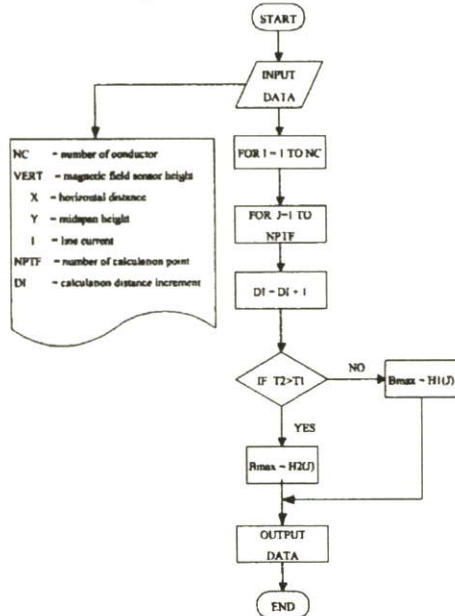 START
INPUT
DATA
NC = number of conductor
VERT = magnetic field sensor height
X = horizontal distance
Y = midspan height
I = line current
NPTF = number of calculation point
DI = calculation distance increment
FOR I = 1 TO NC
FOR J=1 TO
NPTF
DI = DI + 1
IF T2>T1
NO
Bmax = H1(J)
YES
Bmax = H2(J)
OUTPUT
DATA
END